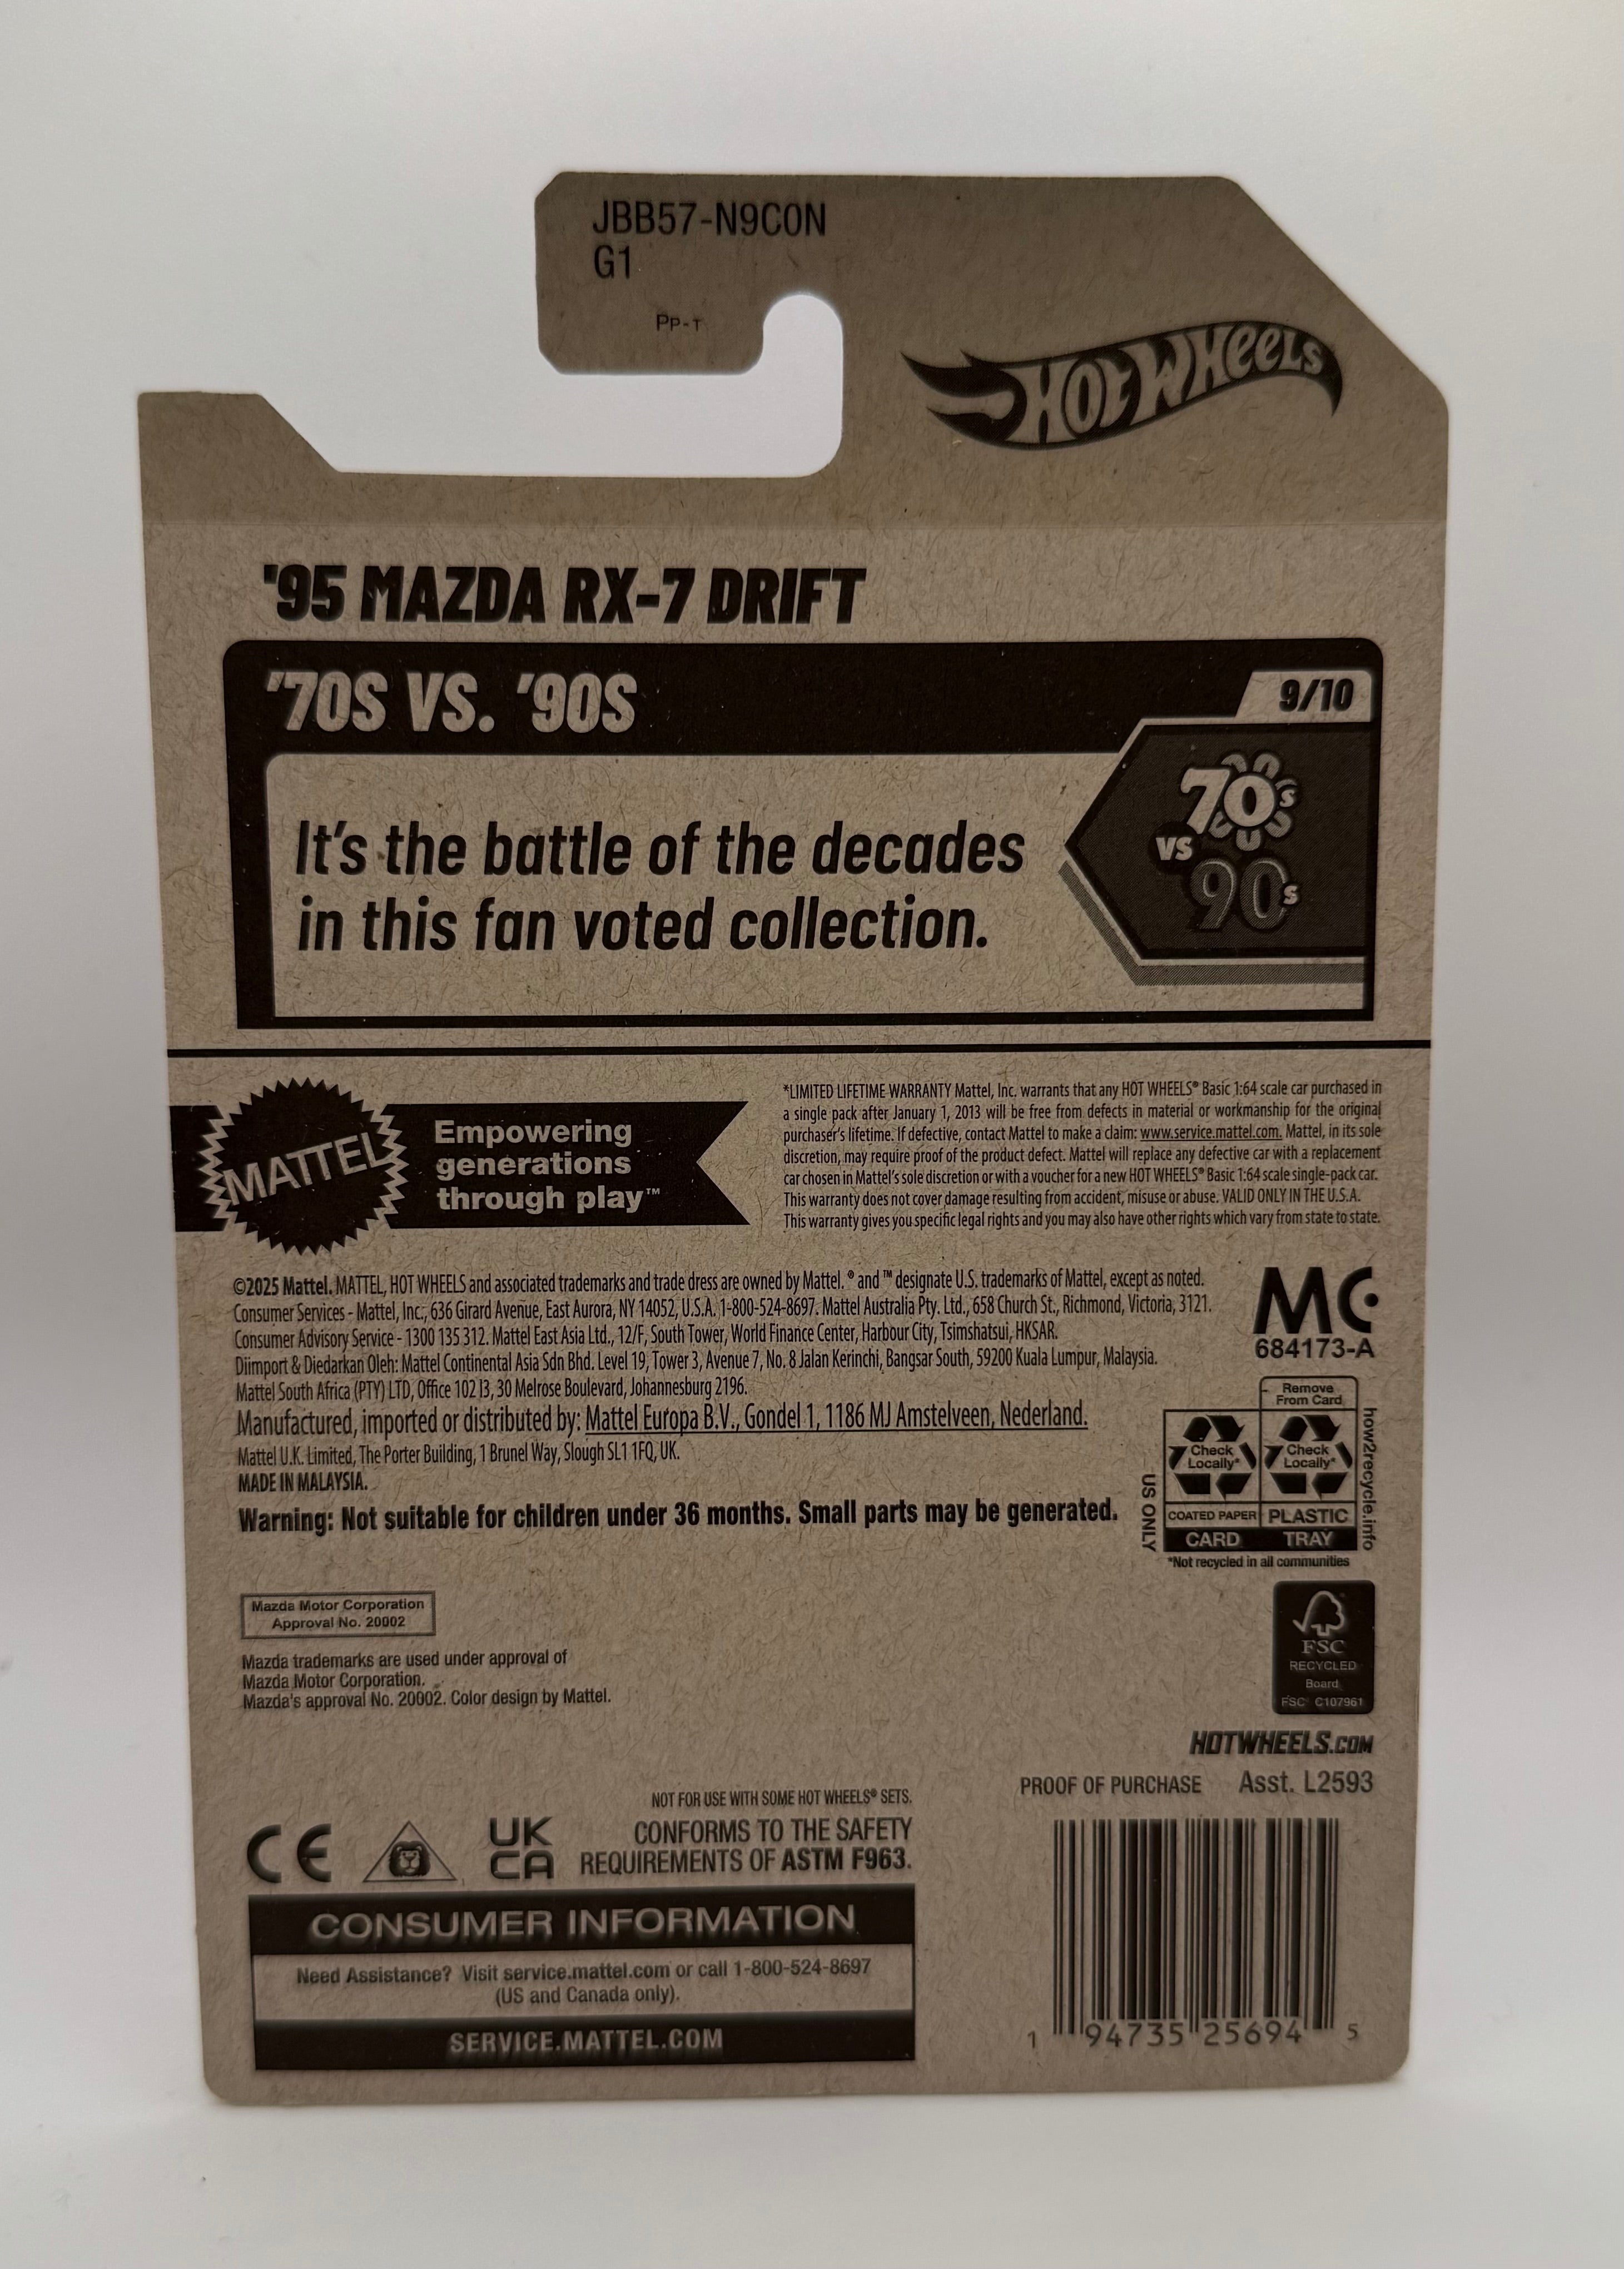 JBB57-N9C0N
G1
PP-T
HOT WHEELS
'95 MAZDA RX-7 DRIFT
'70S VS. '90S
9/10
It's the battle of the decades
in this fan voted collection.
70s
VS
90s
MATTEL
Empowering
generations
through play™
*LIMITED LIFETIME WARRANTY Mattel, Inc. warrants that any HOT WHEELS® Basic 1:64 scale car purchased in
a single pack after January 1, 2013 will be free from defects in material or workmanship for the original
purchaser's lifetime. If defective, contact Mattel to make a claim: www.service.mattel.com. Mattel, in its sole
discretion, may require proof of the product defect. Mattel will replace any defective car with a replacement
car chosen in Mattel's sole discretion or with a voucher for a new HOT WHEELS® Basic 1:64 scale single-pack car.
This warranty does not cover damage resulting from accident, misuse or abuse. VALID ONLY IN THE U.S.A.
This warranty gives you specific legal rights and you may also have other rights which vary from state to state.
©2025 Mattel. MATTEL, HOT WHEELS and associated trademarks and trade dress are owned by Mattel. ® and ™ designate U.S. trademarks of Mattel, except as noted.
Consumer Services - Mattel, Inc., 636 Girard Avenue, East Aurora, NY 14052, U.S.A. 1-800-524-8697. Mattel Australia Pty. Ltd., 658 Church St., Richmond, Victoria, 3121.
Consumer Advisory Service - 1300 135 312. Mattel East Asia Ltd., 12/F, South Tower, World Finance Center, Harbour City, Tsimshatsui, HKSAR.
Diimport & Diedarkan Oleh: Mattel Continental Asia Sdn Bhd. Level 19, Tower 3, Avenue 7, No. 8 Jalan Kerinchi, Bangsar South, 59200 Kuala Lumpur, Malaysia.
Mattel South Africa (PTY) LTD, Office 102 I3, 30 Melrose Boulevard, Johannesburg 2196.
Manufactured, imported or distributed by: Mattel Europa B.V., Gondel 1, 1186 MJ Amstelveen, Nederland.
Mattel U.K. Limited, The Porter Building, 1 Brunel Way, Slough SL1 1FQ, UK.
MADE IN MALAYSIA.
Warning: Not suitable for children under 36 months. Small parts may be generated.
MC
684173-A
Remove
From Card
Check
Locally*
Check
Locally*
COATED PAPER
PLASTIC
CARD
TRAY
US ONLY
how2recycle.info
*Not recycled in all communities
Mazda Motor Corporation
Approval No. 20002
Mazda trademarks are used under approval of
Mazda Motor Corporation.
Mazda's approval No. 20002. Color design by Mattel.
FSC
RECYCLED
Board
FSC® C107961
HOTWHEELS.COM
PROOF OF PURCHASE Asst. L2593
NOT FOR USE WITH SOME HOT WHEELS® SETS.
CE
UK
CA
CONFORMS TO THE SAFETY
REQUIREMENTS OF ASTM F963.
CONSUMER INFORMATION
Need Assistance? Visit service.mattel.com or call 1-800-524-8697
(US and Canada only).
SERVICE.MATTEL.COM
1 94735 25694 5